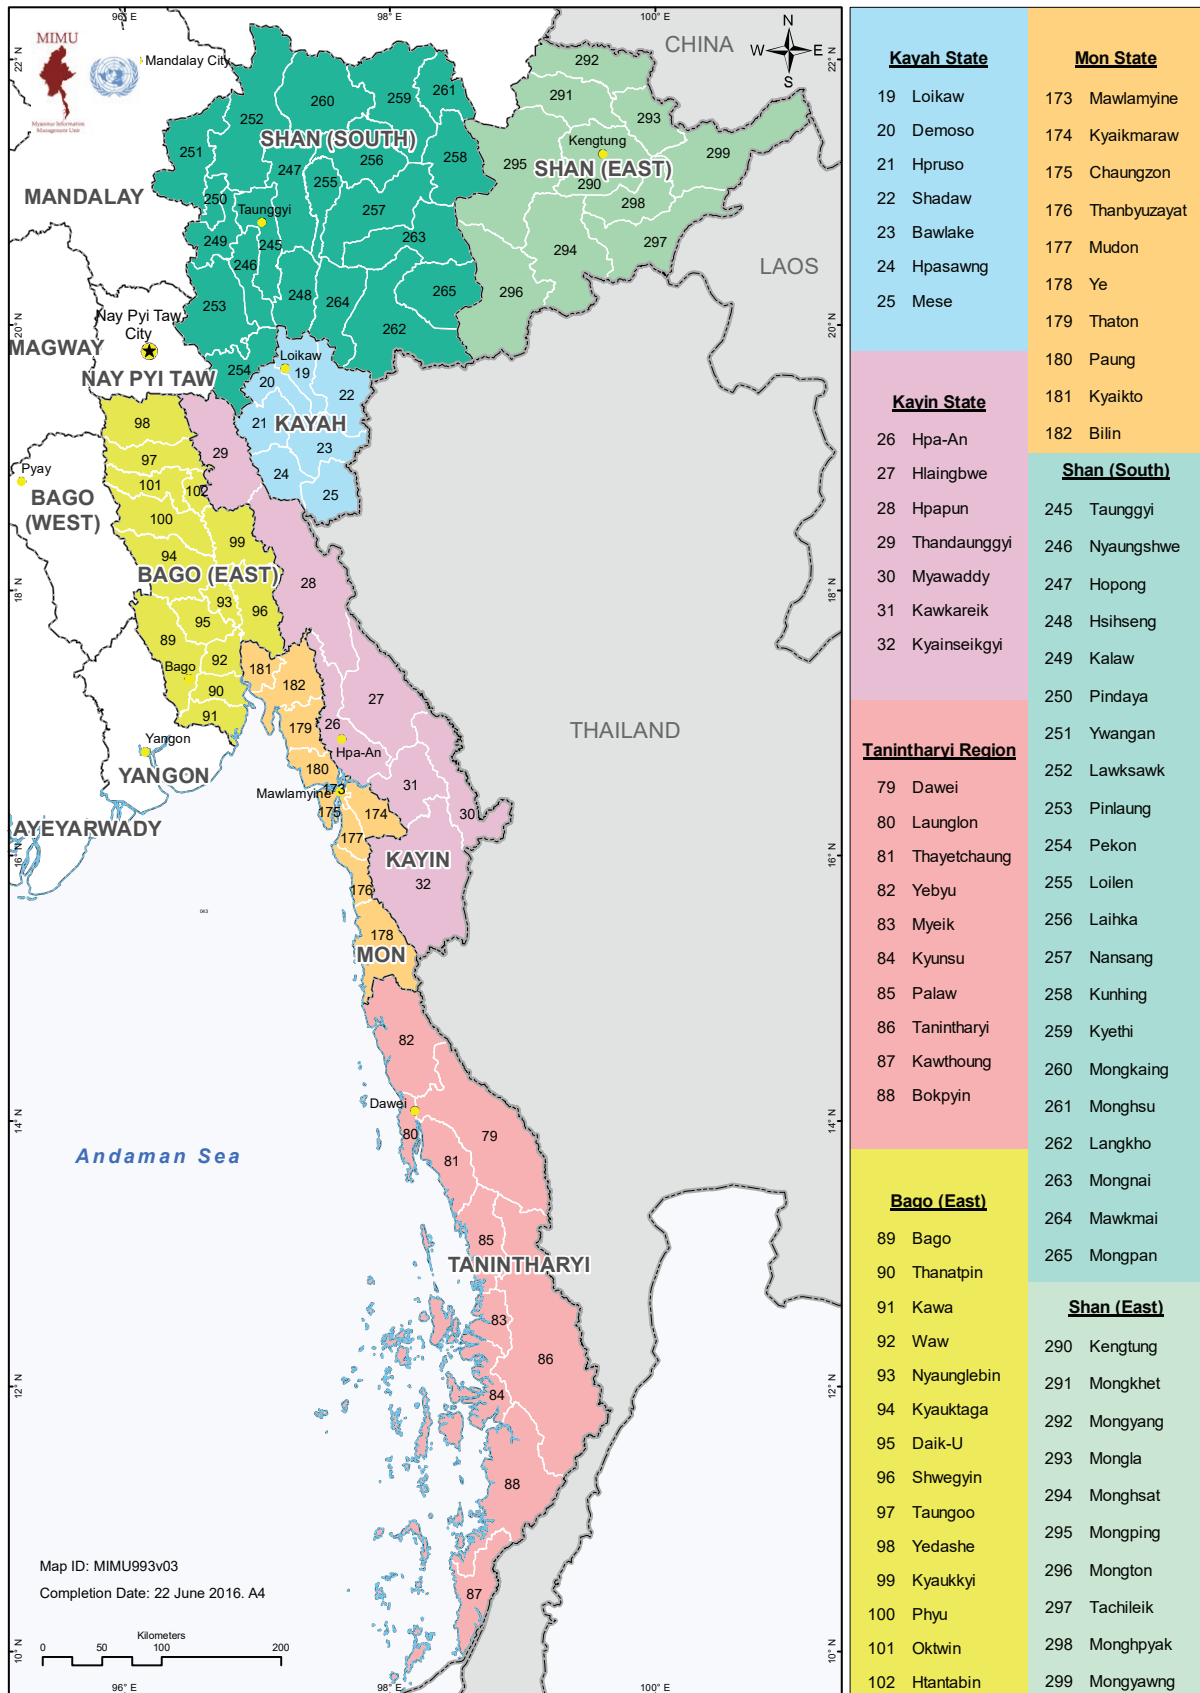 96° E
98° E
100° E
N
W
E
S
MIMU
Myanmar Information
Management Unit
CHINA
22° N
22° N
Mandalay City
292
259
261
260
291
252
293
SHAN (SOUTH)
Kengtung
251
256
258
299
295
SHAN (EAST)
247
255
290
MANDALAY
250
298
257
Taunggyi
249
245
263
297
294
246
LAOS
265
296
248
264
253
262
Nay Pyi Taw
City
20° N
20° N
MAGWAY
Loikaw
254
19
NAY PYI TAW
20
22
98
21
KAYAH
29
23
97
Pyay
24
101
102
25
BAGO
(WEST)
100
99
94
BAGO (EAST)
28
18° N
18° N
93
96
95
89
92
Bago
181
182
90
27
91
179
26
Yangon
THAILAND
Hpa-An
YANGON
180
31
173
Mawlamyine
175
174
30
AYEYARWADY
177
16° N
16° N
KAYIN
176
32
178
MON
82
Dawei
14° N
14° N
80
79
Andaman Sea
81
85
TANINTHARYI
83
86
12° N
12° N
84
88
Map ID: MIMU993v03
Completion Date: 22 June 2016. A4
87
Kilometers
0
50
100
200
10° N
10° N
96° E
98° E
100° E
Kayah State
19 Loikaw
20 Demoso
21 Hpruso
22 Shadaw
23 Bawlake
24 Hpasawng
25 Mese
Kayin State
26 Hpa-An
27 Hlaingbwe
28 Hpapun
29 Thandaunggyi
30 Myawaddy
31 Kawkareik
32 Kyainseikgyi
Tanintharyi Region
79 Dawei
80 Launglon
81 Thayetchaung
82 Yebyu
83 Myeik
84 Kyunsu
85 Palaw
86 Tanintharyi
87 Kawthoung
88 Bokpyin
Bago (East)
89 Bago
90 Thanatpin
91 Kawa
92 Waw
93 Nyaunglebin
94 Kyauktaga
95 Daik-U
96 Shwegyin
97 Taungoo
98 Yedashe
99 Kyaukkyi
100 Phyu
101 Oktwin
102 Htantabin
Mon State
173 Mawlamyine
174 Kyaikmaraw
175 Chaungzon
176 Thanbyuzayat
177 Mudon
178 Ye
179 Thaton
180 Paung
181 Kyaikto
182 Bilin
Shan (South)
245 Taunggyi
246 Nyaungshwe
247 Hopong
248 Hsihseng
249 Kalaw
250 Pindaya
251 Ywangan
252 Lawksawk
253 Pinlaung
254 Pekon
255 Loilen
256 Laihka
257 Nansang
258 Kunhing
259 Kyethi
260 Mongkaing
261 Monghsu
262 Langkho
263 Mongnai
264 Mawkmai
265 Mongpan
Shan (East)
290 Kengtung
291 Mongkhet
292 Mongyang
293 Mongla
294 Monghsat
295 Mongping
296 Mongton
297 Tachileik
298 Monghpyak
299 Mongyawng